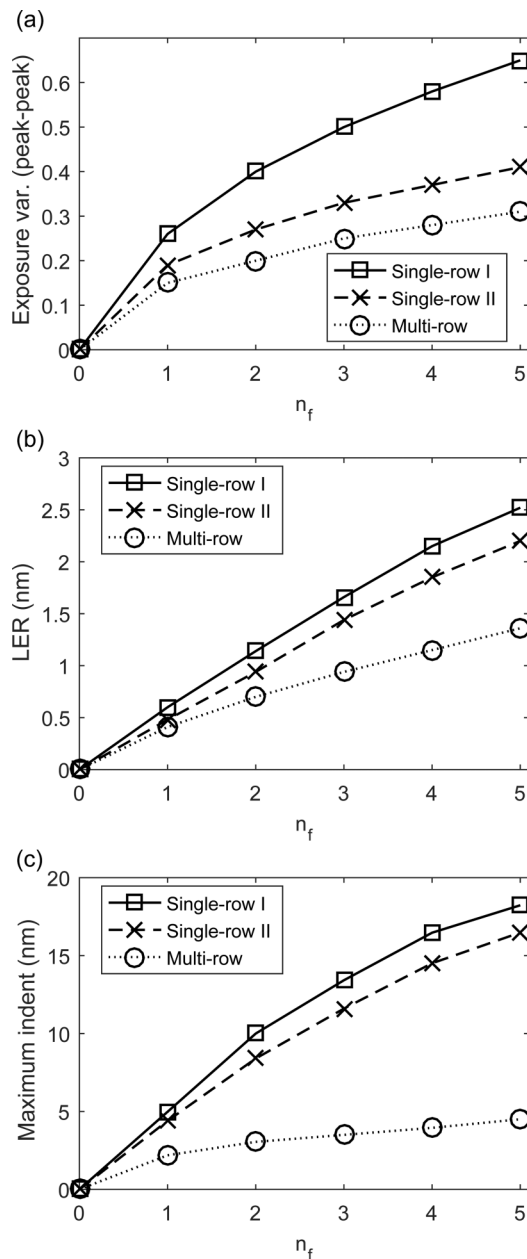 (a)
Exposure var. (peak-peak)
0.6
0.5
0.4
0.3
0.2
0.1
0
Single-row I
Single-row II
Multi-row
0 1 2 3 4 5
n_f
(b)
LER (nm)
3
2.5
2
1.5
1
0.5
0
Single-row I
Single-row II
Multi-row
0 1 2 3 4 5
n_f
(c)
Maximum indent (nm)
20
15
10
5
0
Single-row I
Single-row II
Multi-row
0 1 2 3 4 5
n_f